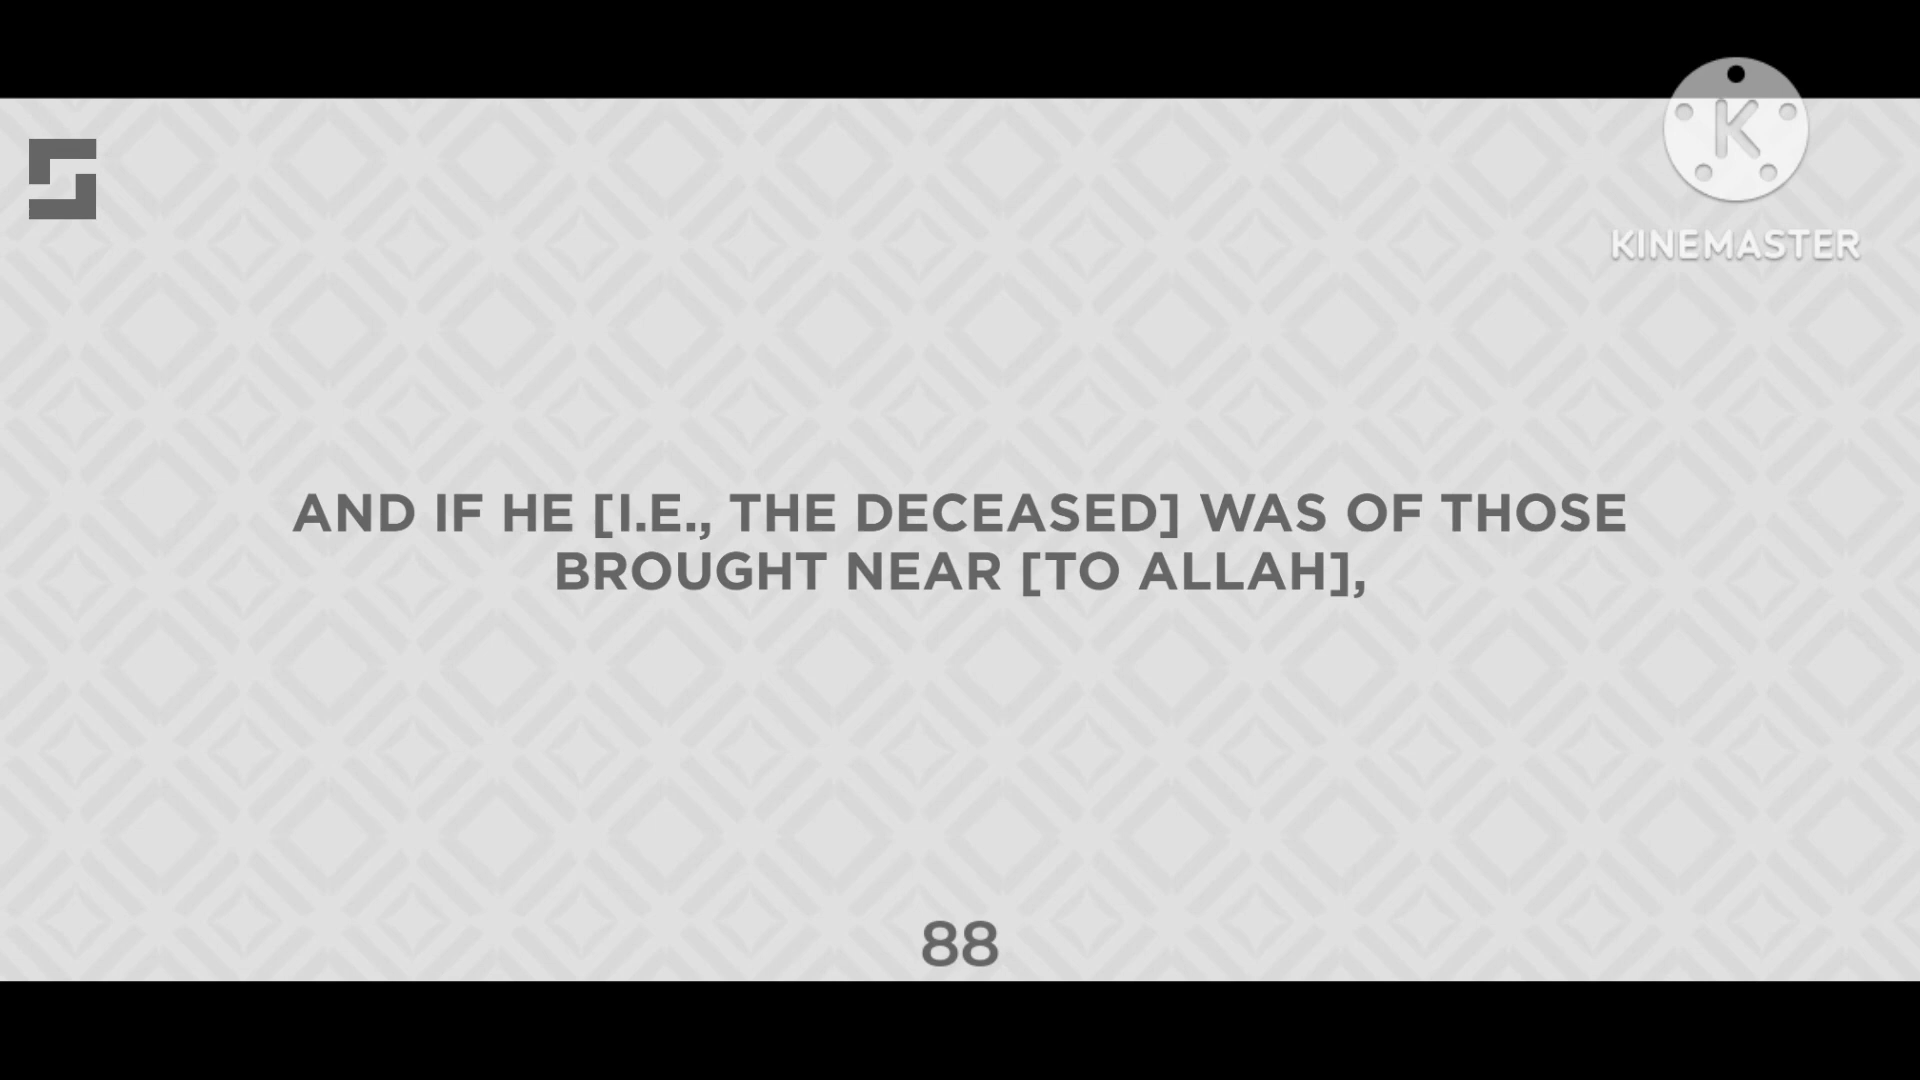 K
KINEMASTER
AND IF HE [I.E., THE DECEASED] WAS OF THOSE
BROUGHT NEAR [TO ALLAH],
88